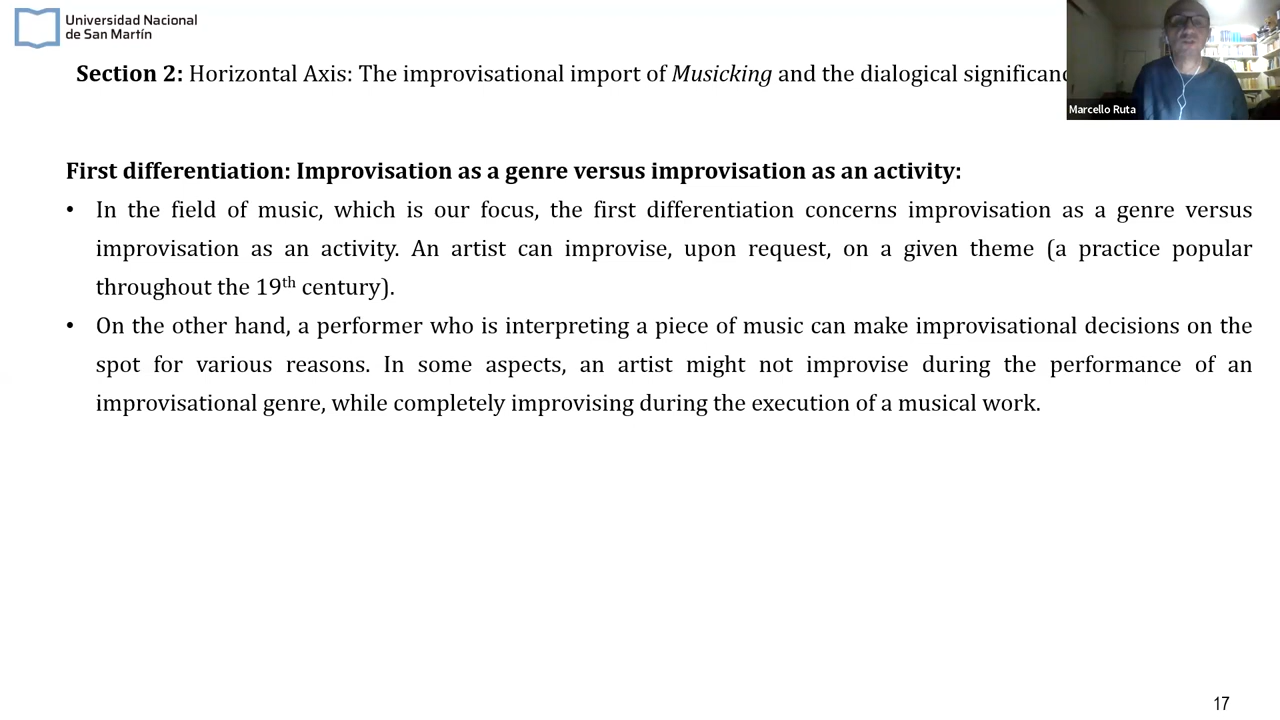 Universidad Nacional
de San Martín
Section 2: Horizontal Axis: The improvisational import of Musicking and the dialogical
Marcello Ruta
First differentiation: Improvisation as a genre versus improvisation as an activity:
• In the field of music, which is our focus, the first differentiation concerns improvisation as a genre versus
improvisation as an activity. An artist can improvise, upon request, on a given theme (a practice popular
throughout the 19th century).
• On the other hand, a performer who is interpreting a piece of music can make improvisational decisions on the
spot for various reasons. In some aspects, an artist might not improvise during the performance of an
improvisational genre, while completely improvising during the execution of a musical work.
17